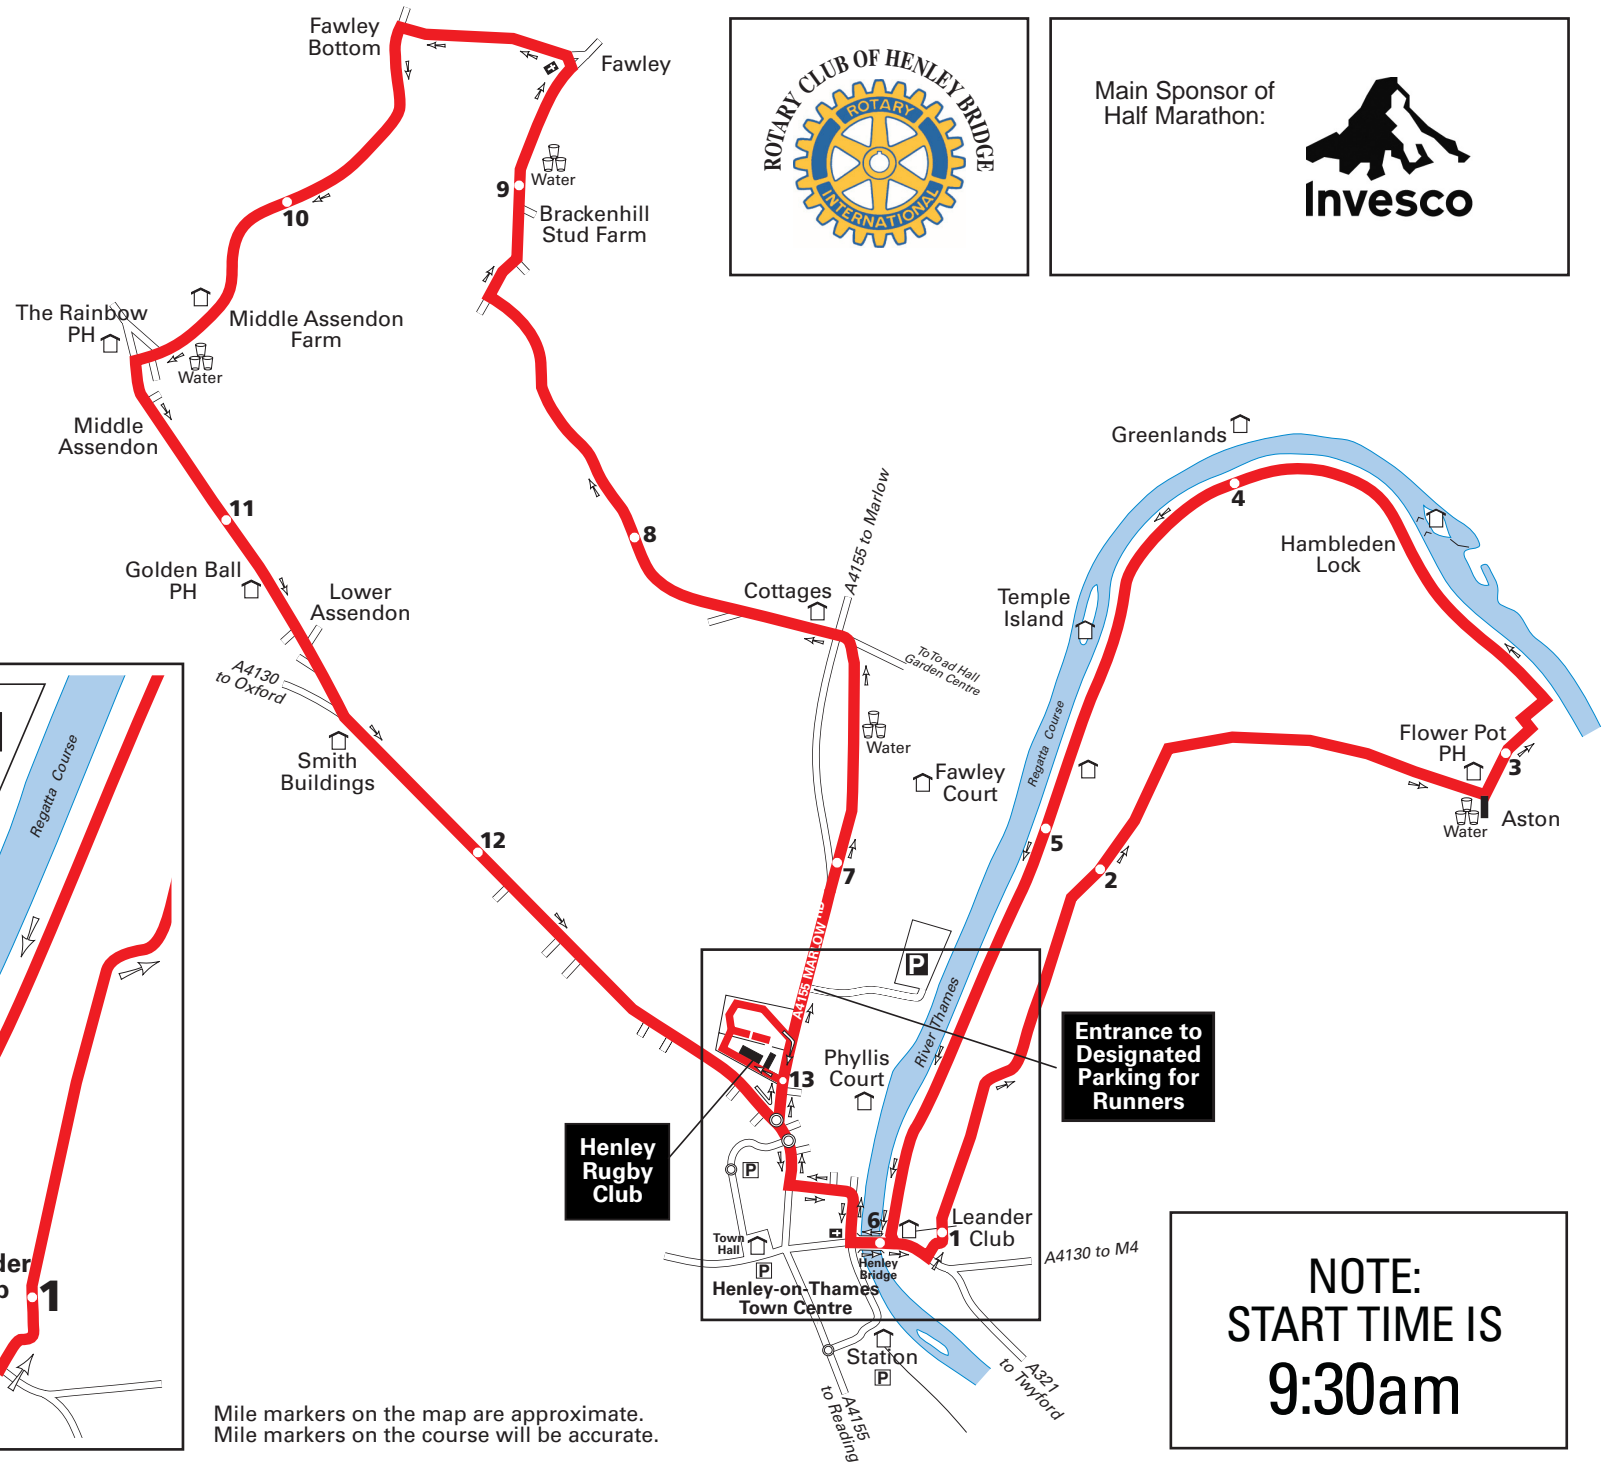 Fawley
Bottom
Fawley
ROTARY CLUB OF HENLEY BRIDGE
ROTARY
INTERNATIONAL
Main Sponsor of
Half Marathon:
Invesco
Water
9
Brackenhill
Stud Farm
10
The Rainbow
PH
Middle Assendon
Farm
Water
Middle
Assendon
Greenlands
4
A4155 to Marlow
11
8
Hambleden
Lock
Golden Ball
PH
Lower
Assendon
Cottages
Temple
Island
To Toad Hall
Garden Centre
A4130
to Oxford
Regatta Course
Water
Flower Pot
PH
3
Smith
Buildings
Fawley
Court
Regatta Course
Water
Aston
12
5
7
2
A4155 MARLOW RD
P
River Thames
Entrance to
Designated
Parking for
Runners
Phyllis
Court
13
Henley
Rugby
Club
P
6
Leander
Club
1
Town
Hall
A4130 to M4
Henley
Bridge
P
Henley-on-Thames
Town Centre
der
b
1
Station
P
A321
to Twyford
A4155
to Reading
NOTE:
START TIME IS
9:30am
Mile markers on the map are approximate.
Mile markers on the course will be accurate.